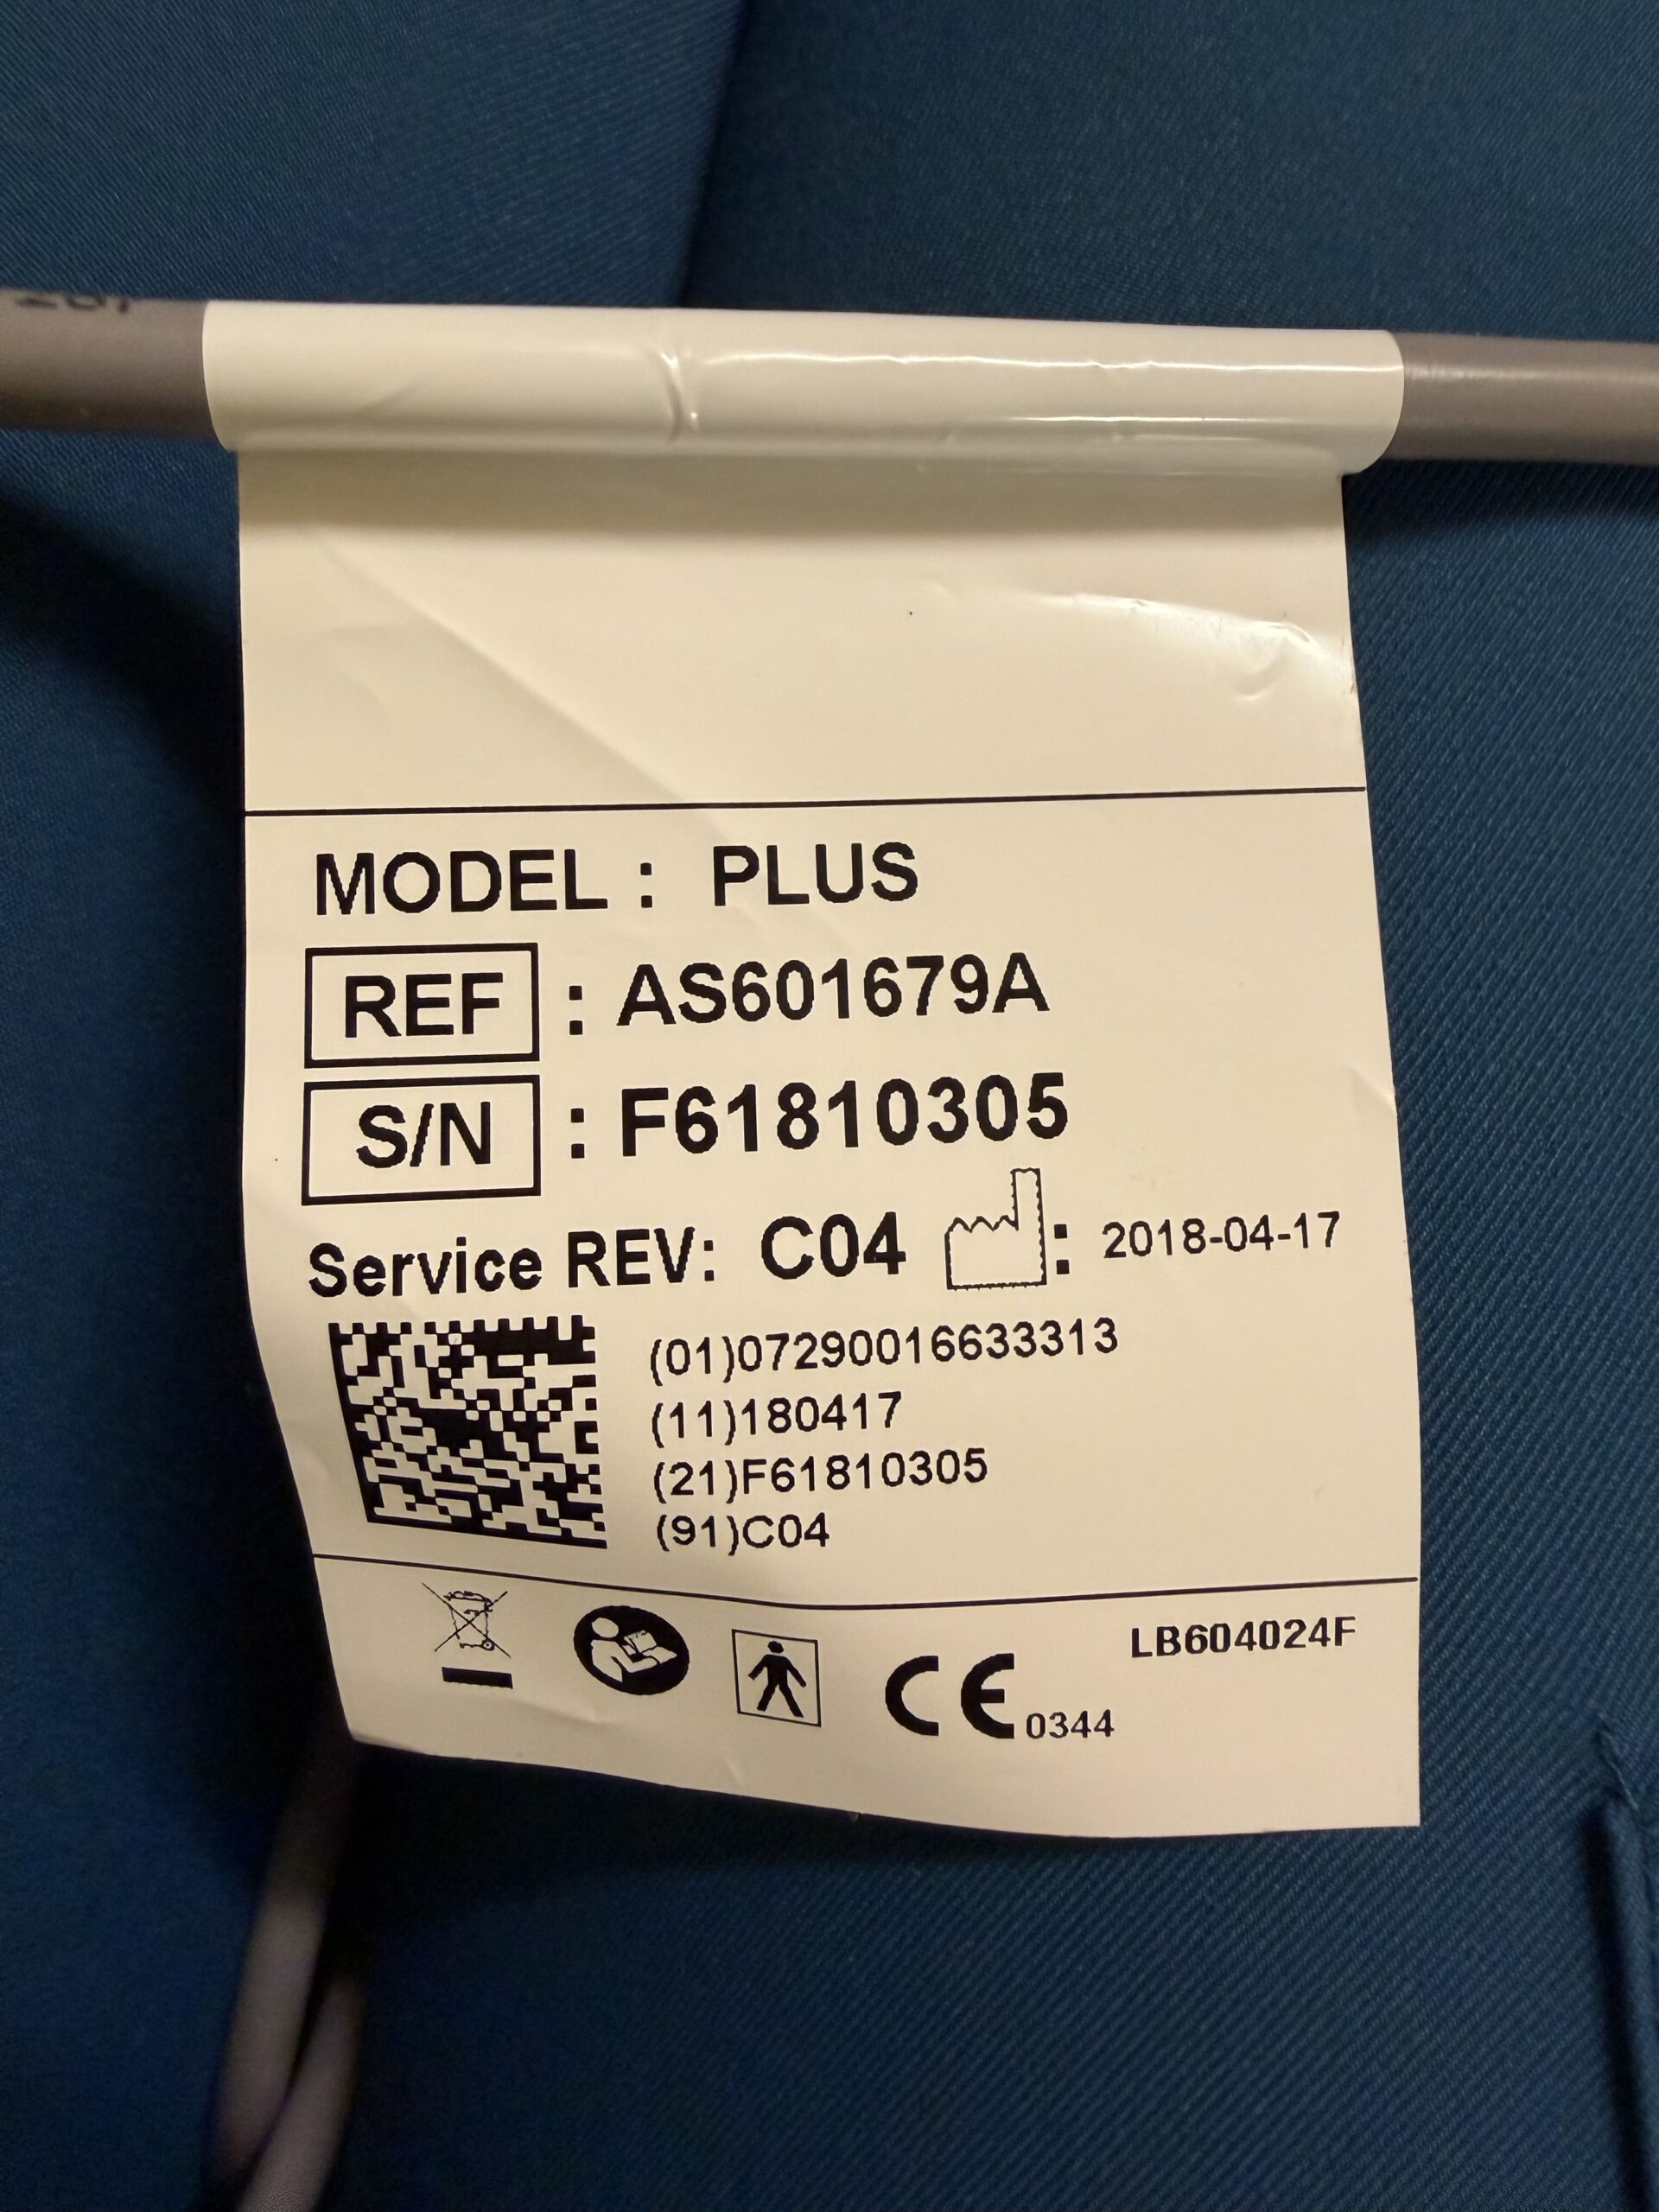 MODEL : PLUS
REF : AS601679A
S/N : F61810305
Service REV: C04 : 2018-04-17
(01)07290016633313
(11)180417
(21)F61810305
(91)C04
LB604024F
CE 0344